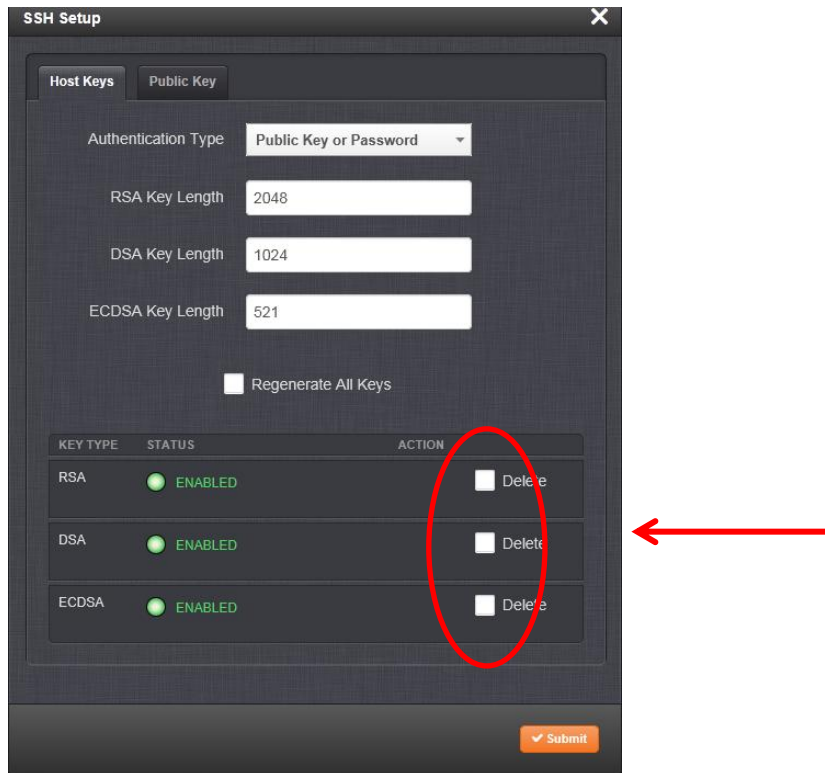 SSH Setup
Host Keys Public Key
Authentication Type Public Key or Password
RSA Key Length 2048
DSA Key Length 1024
ECDSA Key Length 521
Regenerate All Keys
KEY TYPE STATUS ACTION
RSA ENABLED Delete
DSA ENABLED Delete
ECDSA ENABLED Delete
Submit